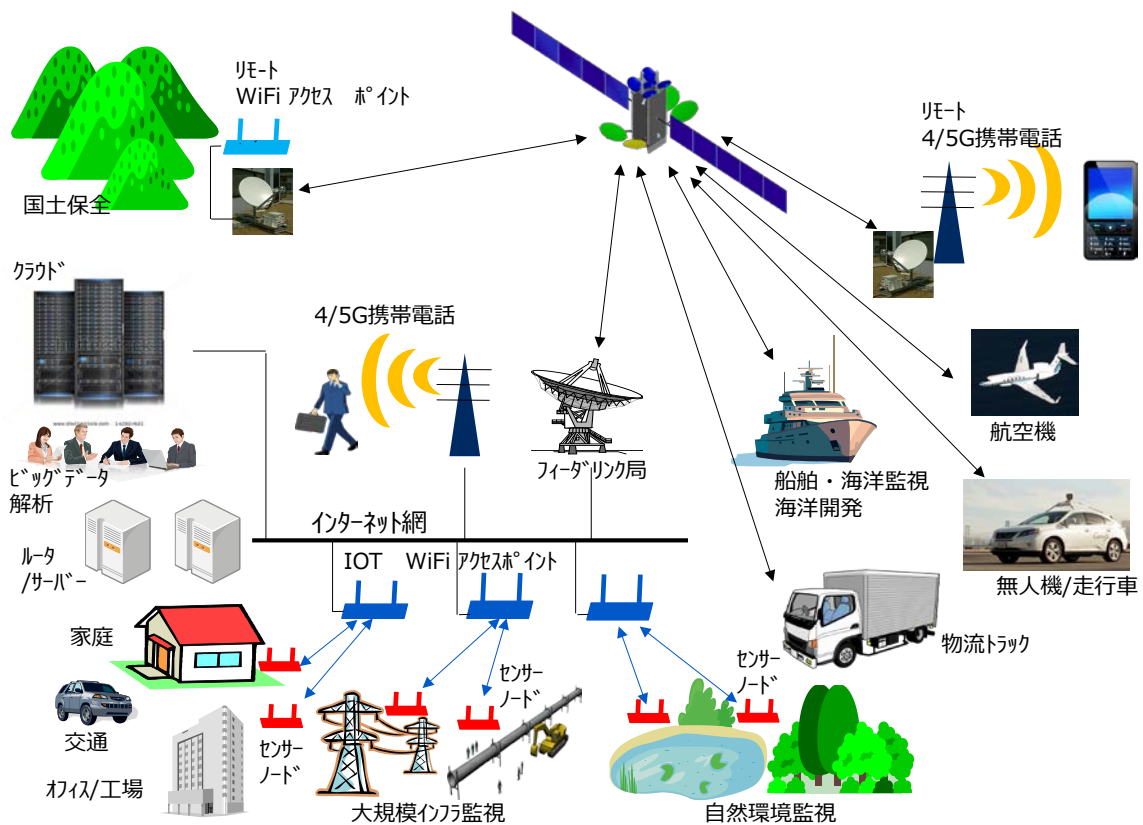 ﾘﾓｰﾄ
WiFi ｱｸｾｽ　ﾎﾟｲﾝﾄ
国土保全
ﾘﾓｰﾄ
4/5G携帯電話
ｸﾗｳﾄﾞ
4/5G携帯電話
航空機
ﾋﾞｯｸﾞﾃﾞｰﾀ
解析
ﾌｨｰﾀﾞﾘﾝｸ局
船舶・海洋監視
海洋開発
ﾙｰﾀ
/ｻｰﾊﾞｰ
ｲﾝﾀｰﾈｯﾄ網
IOT　WiFi ｱｸｾｽﾎﾟｲﾝﾄ
無人機/走行車
家庭
物流ﾄﾗｯｸ
ｾﾝｻｰ
ﾉｰﾄﾞ
交通
ｾﾝｻｰ
ﾉｰﾄﾞ
ｾﾝｻｰ
ﾉｰﾄﾞ
ｵﾌｨｽ/工場
大規模ｲﾝﾌﾗ監視
自然環境監視